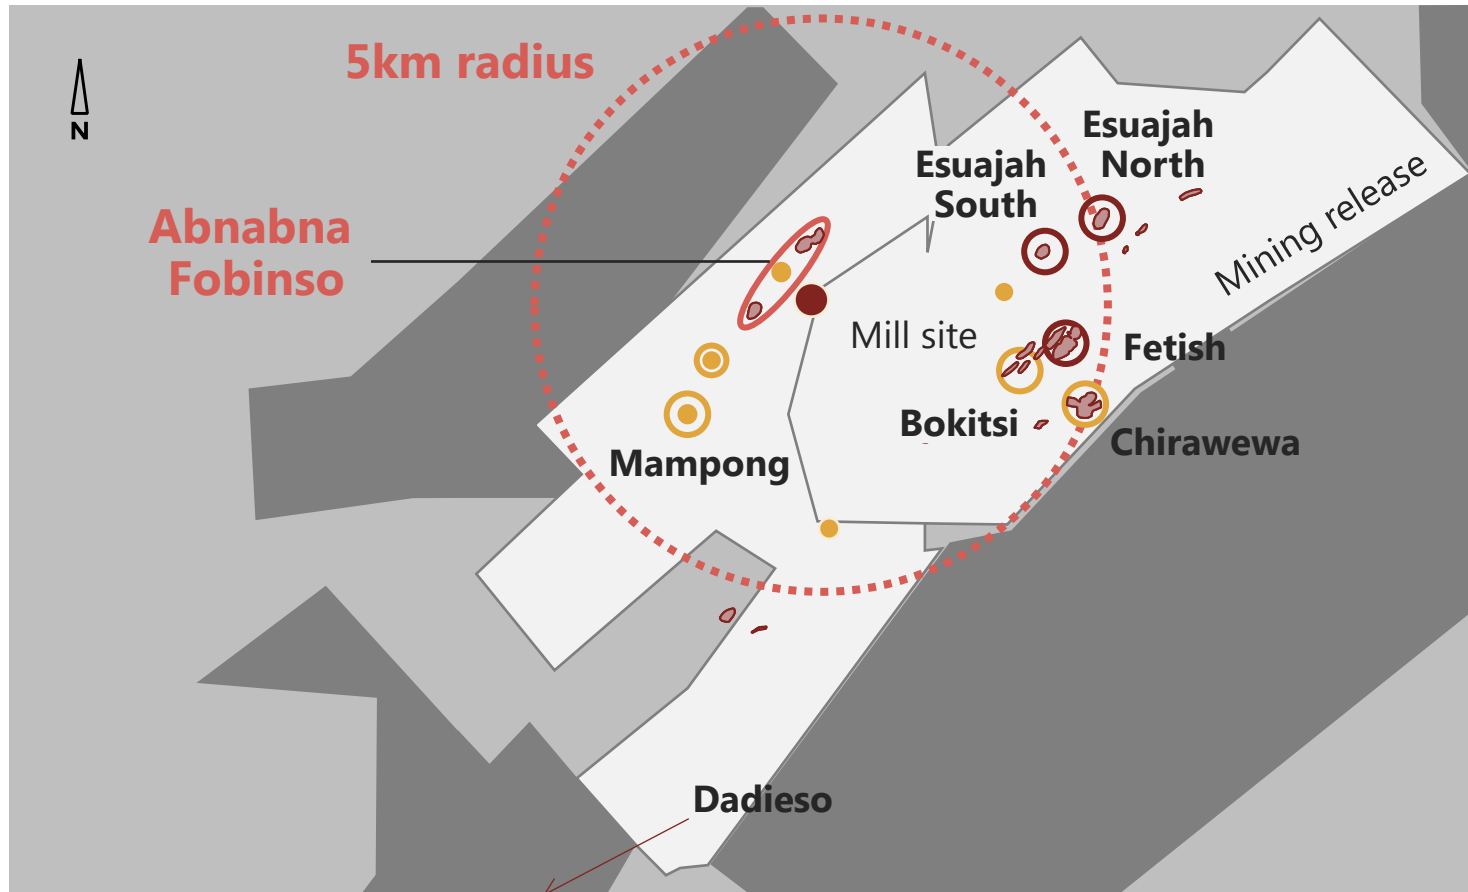 5km radius
N
Esuajah
North
Esuajah
South
Mining release
Abnabna
Fobinso
Mill site
Fetish
Bokitsi
Chirawewa
Mampong
Dadieso